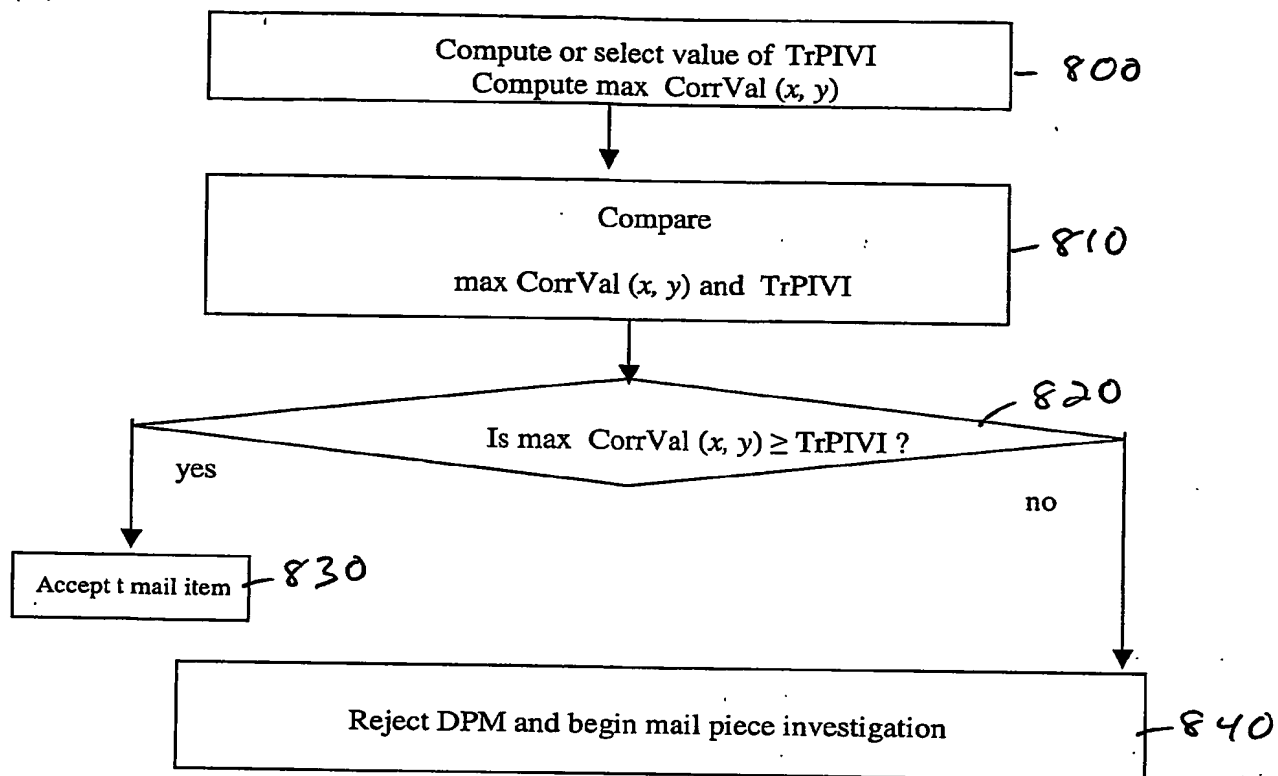 Compute or select value of TrPIVI
Compute max CorrVal (x, y)
800
Compare
max CorrVal (x, y) and TrPIVI
810
820
Is max CorrVal (x, y) ≥ TrPIVI ?
yes
no
Accept t mail item
830
Reject DPM and begin mail piece investigation
840